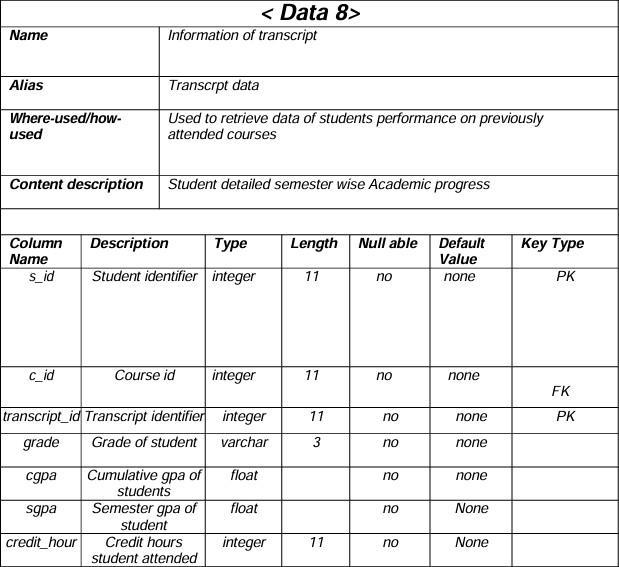 < Data 8>
Name Information of transcript
Alias Transcrpt data
Where-used/how- Used to retrieve data of students performance on previously
used attended courses
Content description Student detailed semester wise Academic progress
Column Description Type Length Null able Default Key Type
Name Value
s_id Student identifier integer 11 no none PK
c_id Course id integer 11 no none
FK
transcript_id Transcript identifier integer 11 no none PK
grade Grade of student varchar 3 no none
cgpa Cumulative gpa of float no none
students
sgpa Semester gpa of float no None
student
credit_hour Credit hours integer 11 no None
student attended